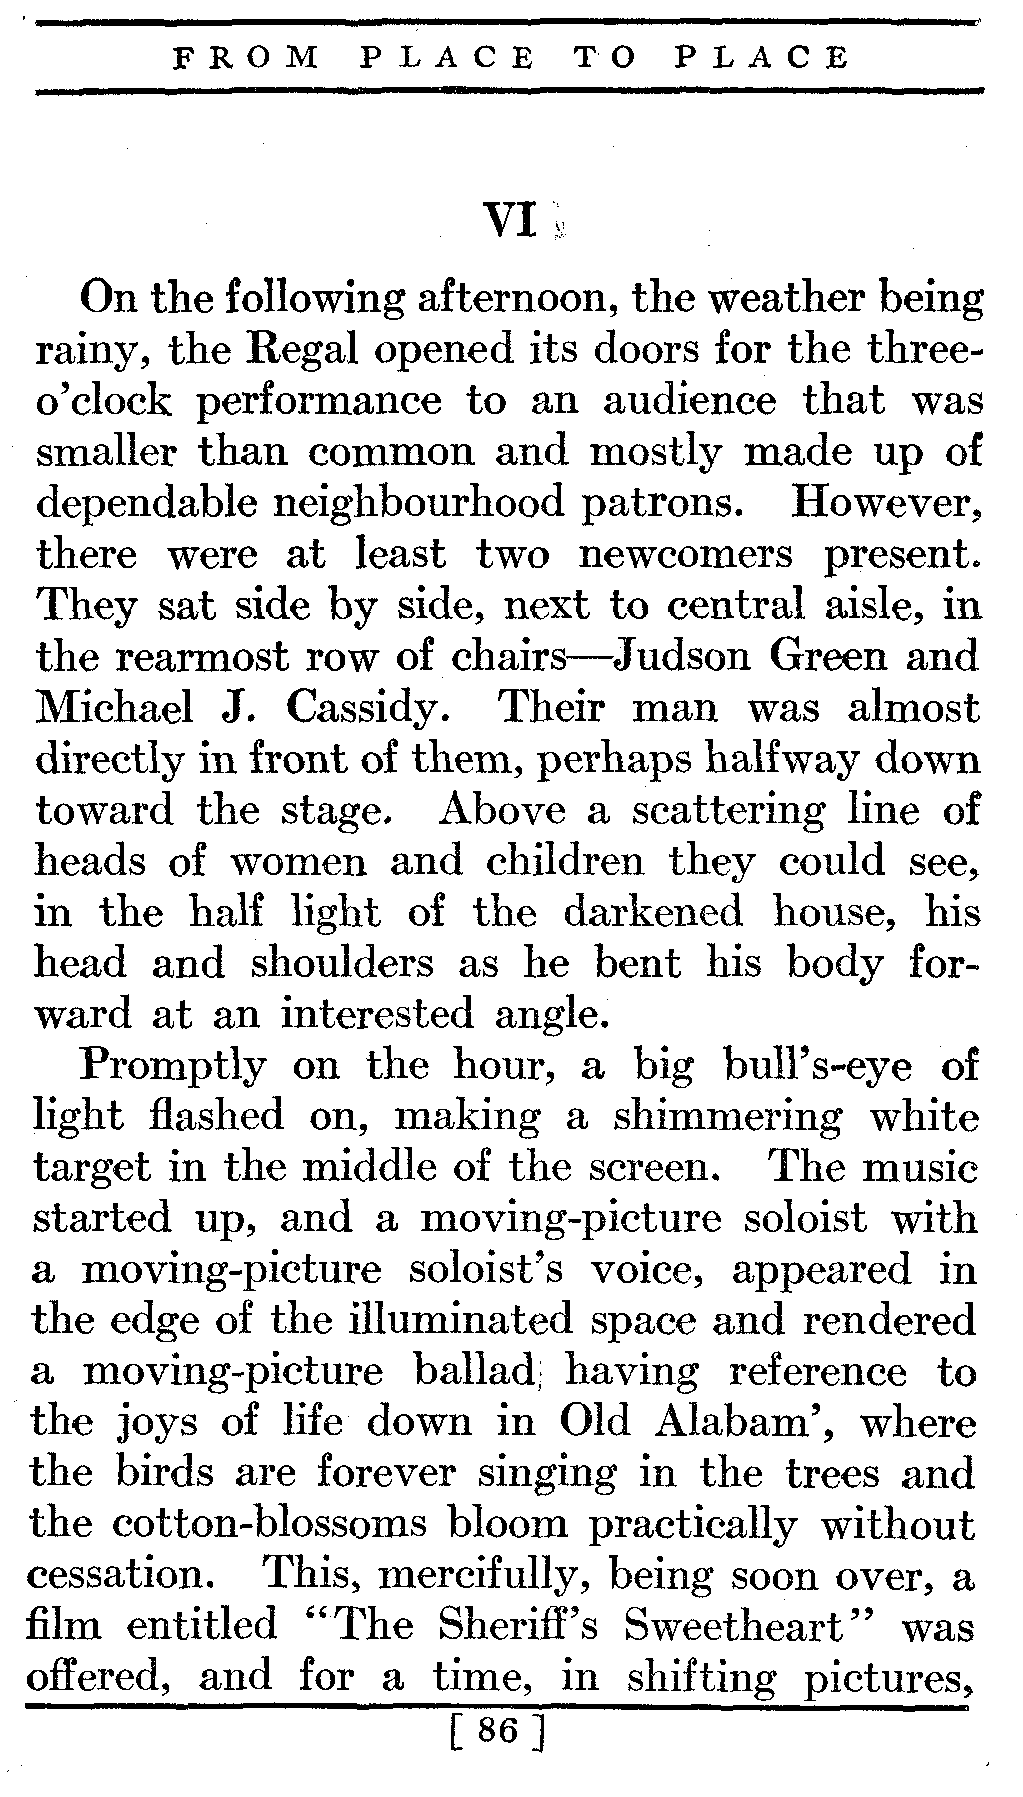 FROM PLACE TO PLACE
VI
On the following afternoon, the weather being
rainy, the Regal opened its doors for the three-
o'clock performance to an audience that was
smaller than common and mostly made up of
dependable neighbourhood patrons. However,
there were at least two newcomers present.
They sat side by side, next to central aisle, in
the rearmost row of chairs—Judson Green and
Michael J. Cassidy. Their man was almost
directly in front of them, perhaps halfway down
toward the stage. Above a scattering line of
heads of women and children they could see,
in the half light of the darkened house, his
head and shoulders as he bent his body for-
ward at an interested angle.
Promptly on the hour, a big bull's-eye of
light flashed on, making a shimmering white
target in the middle of the screen. The music
started up, and a moving-picture soloist with
a moving-picture soloist's voice, appeared in
the edge of the illuminated space and rendered
a moving-picture ballad; having reference to
the joys of life down in Old Alabam', where
the birds are forever singing in the trees and
the cotton-blossoms bloom practically without
cessation. This, mercifully, being soon over, a
film entitled "The Sheriff's Sweetheart" was
offered, and for a time, in shifting pictures,
[ 86 ]